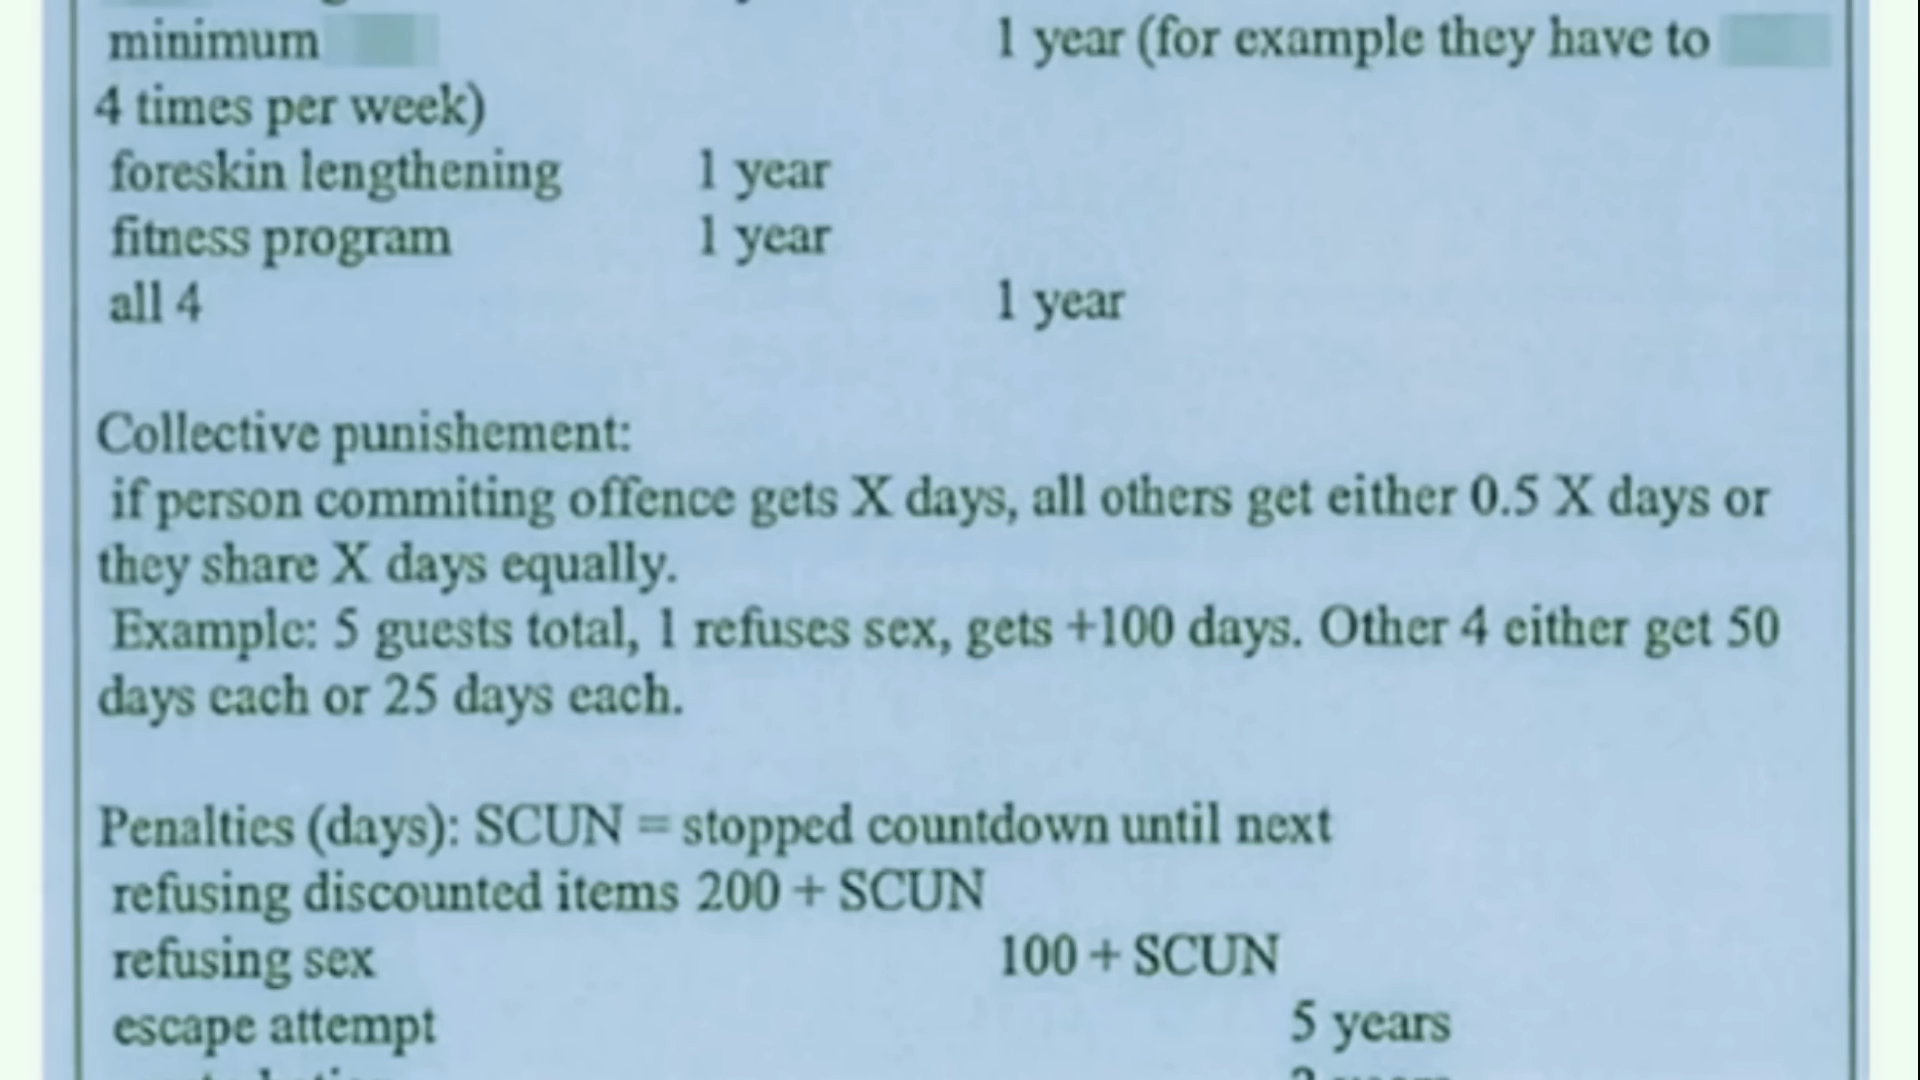 minimum 1 year (for example they have to
4 times per week)
foreskin lengthening 1 year
fitness program 1 year
all 4 1 year
Collective punishement:
if person commiting offence gets X days, all others get either 0.5 X days or
they share X days equally.
Example: 5 guests total, 1 refuses sex, gets +100 days. Other 4 either get 50
days each or 25 days each.
Penalties (days): SCUN = stopped countdown until next
refusing discounted items 200 + SCUN
refusing sex 100 + SCUN
escape attempt 5 years